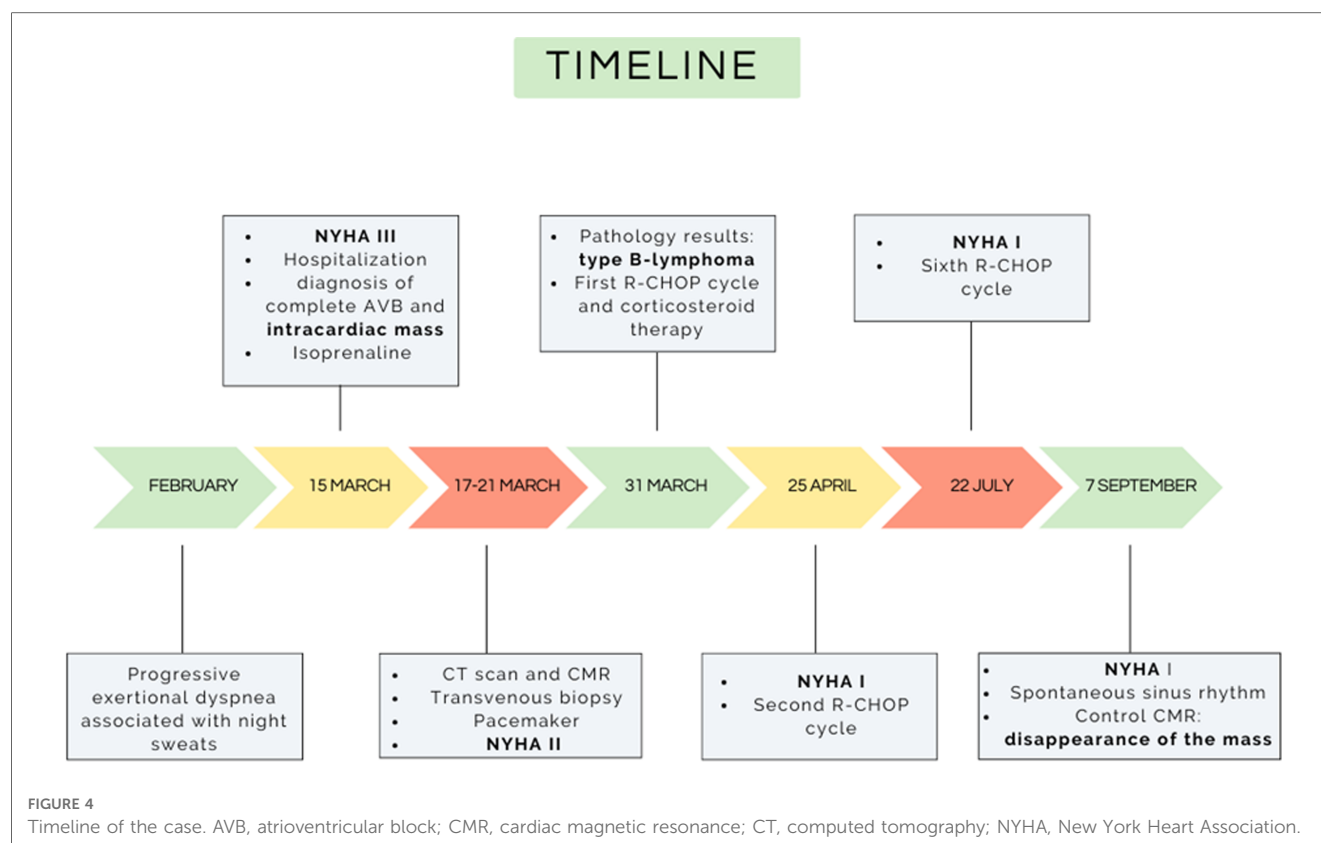 TIMELINE
• NYHA III
• Hospitalization
• diagnosis of
complete AVB and
intracardiac mass
• Isoprenaline
• Pathology results:
type B-lymphoma
• First R-CHOP cycle
and corticosteroid
therapy
• NYHA I
• Sixth R-CHOP
cycle
FEBRUARY
15 MARCH
17-21 MARCH
31 MARCH
25 APRIL
22 JULY
7 SEPTEMBER
Progressive
exertional dyspnea
associated with night
sweats
• CT scan and CMR
• Transvenous biopsy
• Pacemaker
• NYHA II
• NYHA I
• Second R-CHOP
cycle
• NYHA I
• Spontaneous sinus rhythm
• Control CMR:
disappearance of the mass
FIGURE 4
Timeline of the case. AVB, atrioventricular block; CMR, cardiac magnetic resonance; CT, computed tomography; NYHA, New York Heart Association.